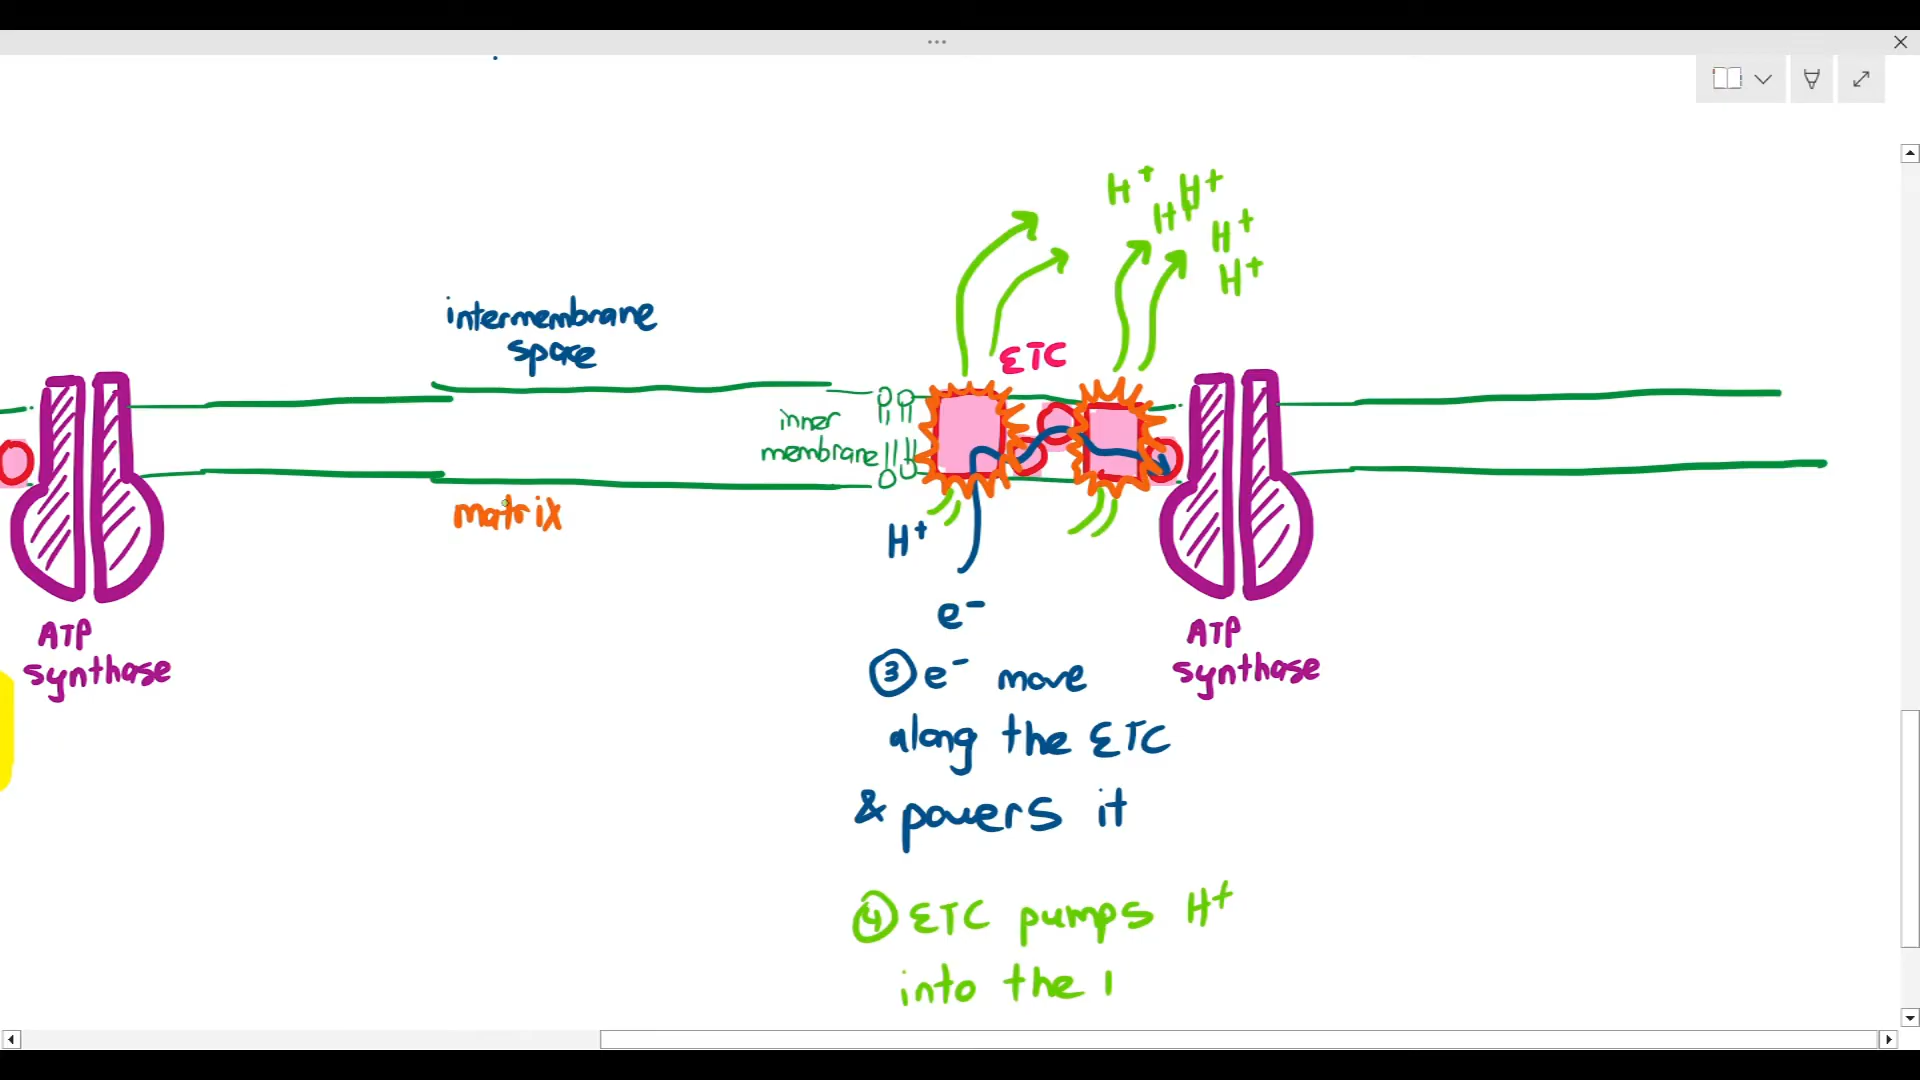 H+ H+
H+
H+
H+
intermembrane
space
ETC
inner
membrane
matrix
H+
e-
ATP
synthase
ATP
synthase
③ e- move
along the ETC
& powers it
④ ETC pumps H+
into the I